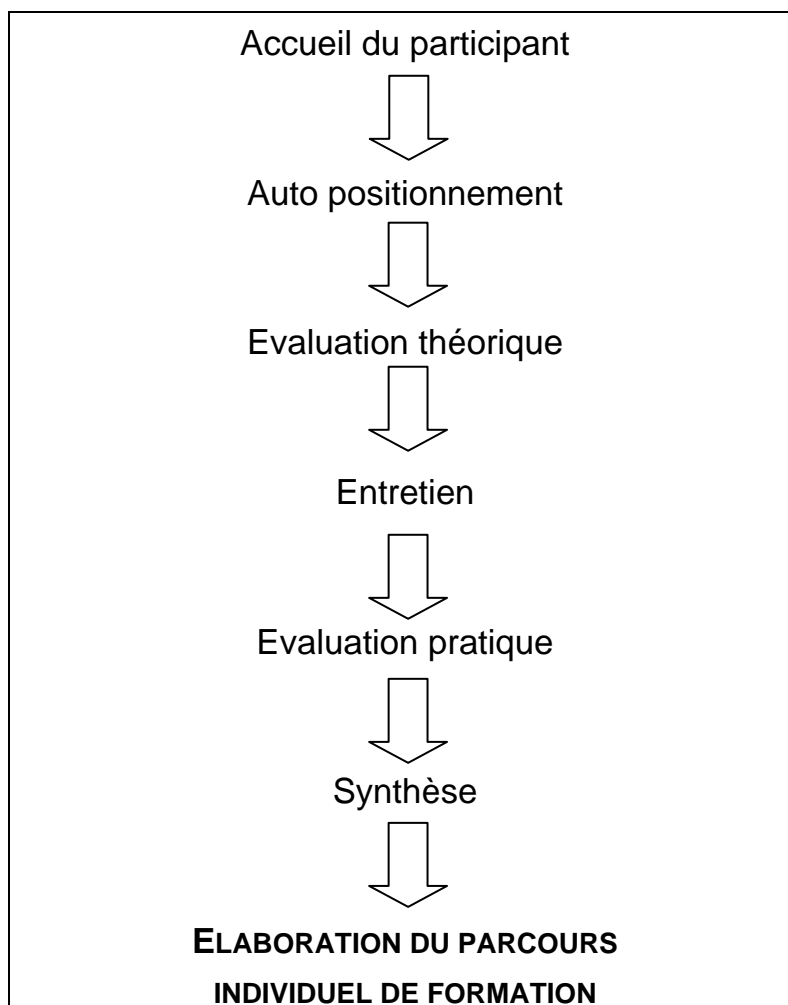 Accueil du participant
Auto positionnement
Evaluation théorique
Entretien
Evaluation pratique
Synthèse
ELABORATION DU PARCOURS
INDIVIDUEL DE FORMATION